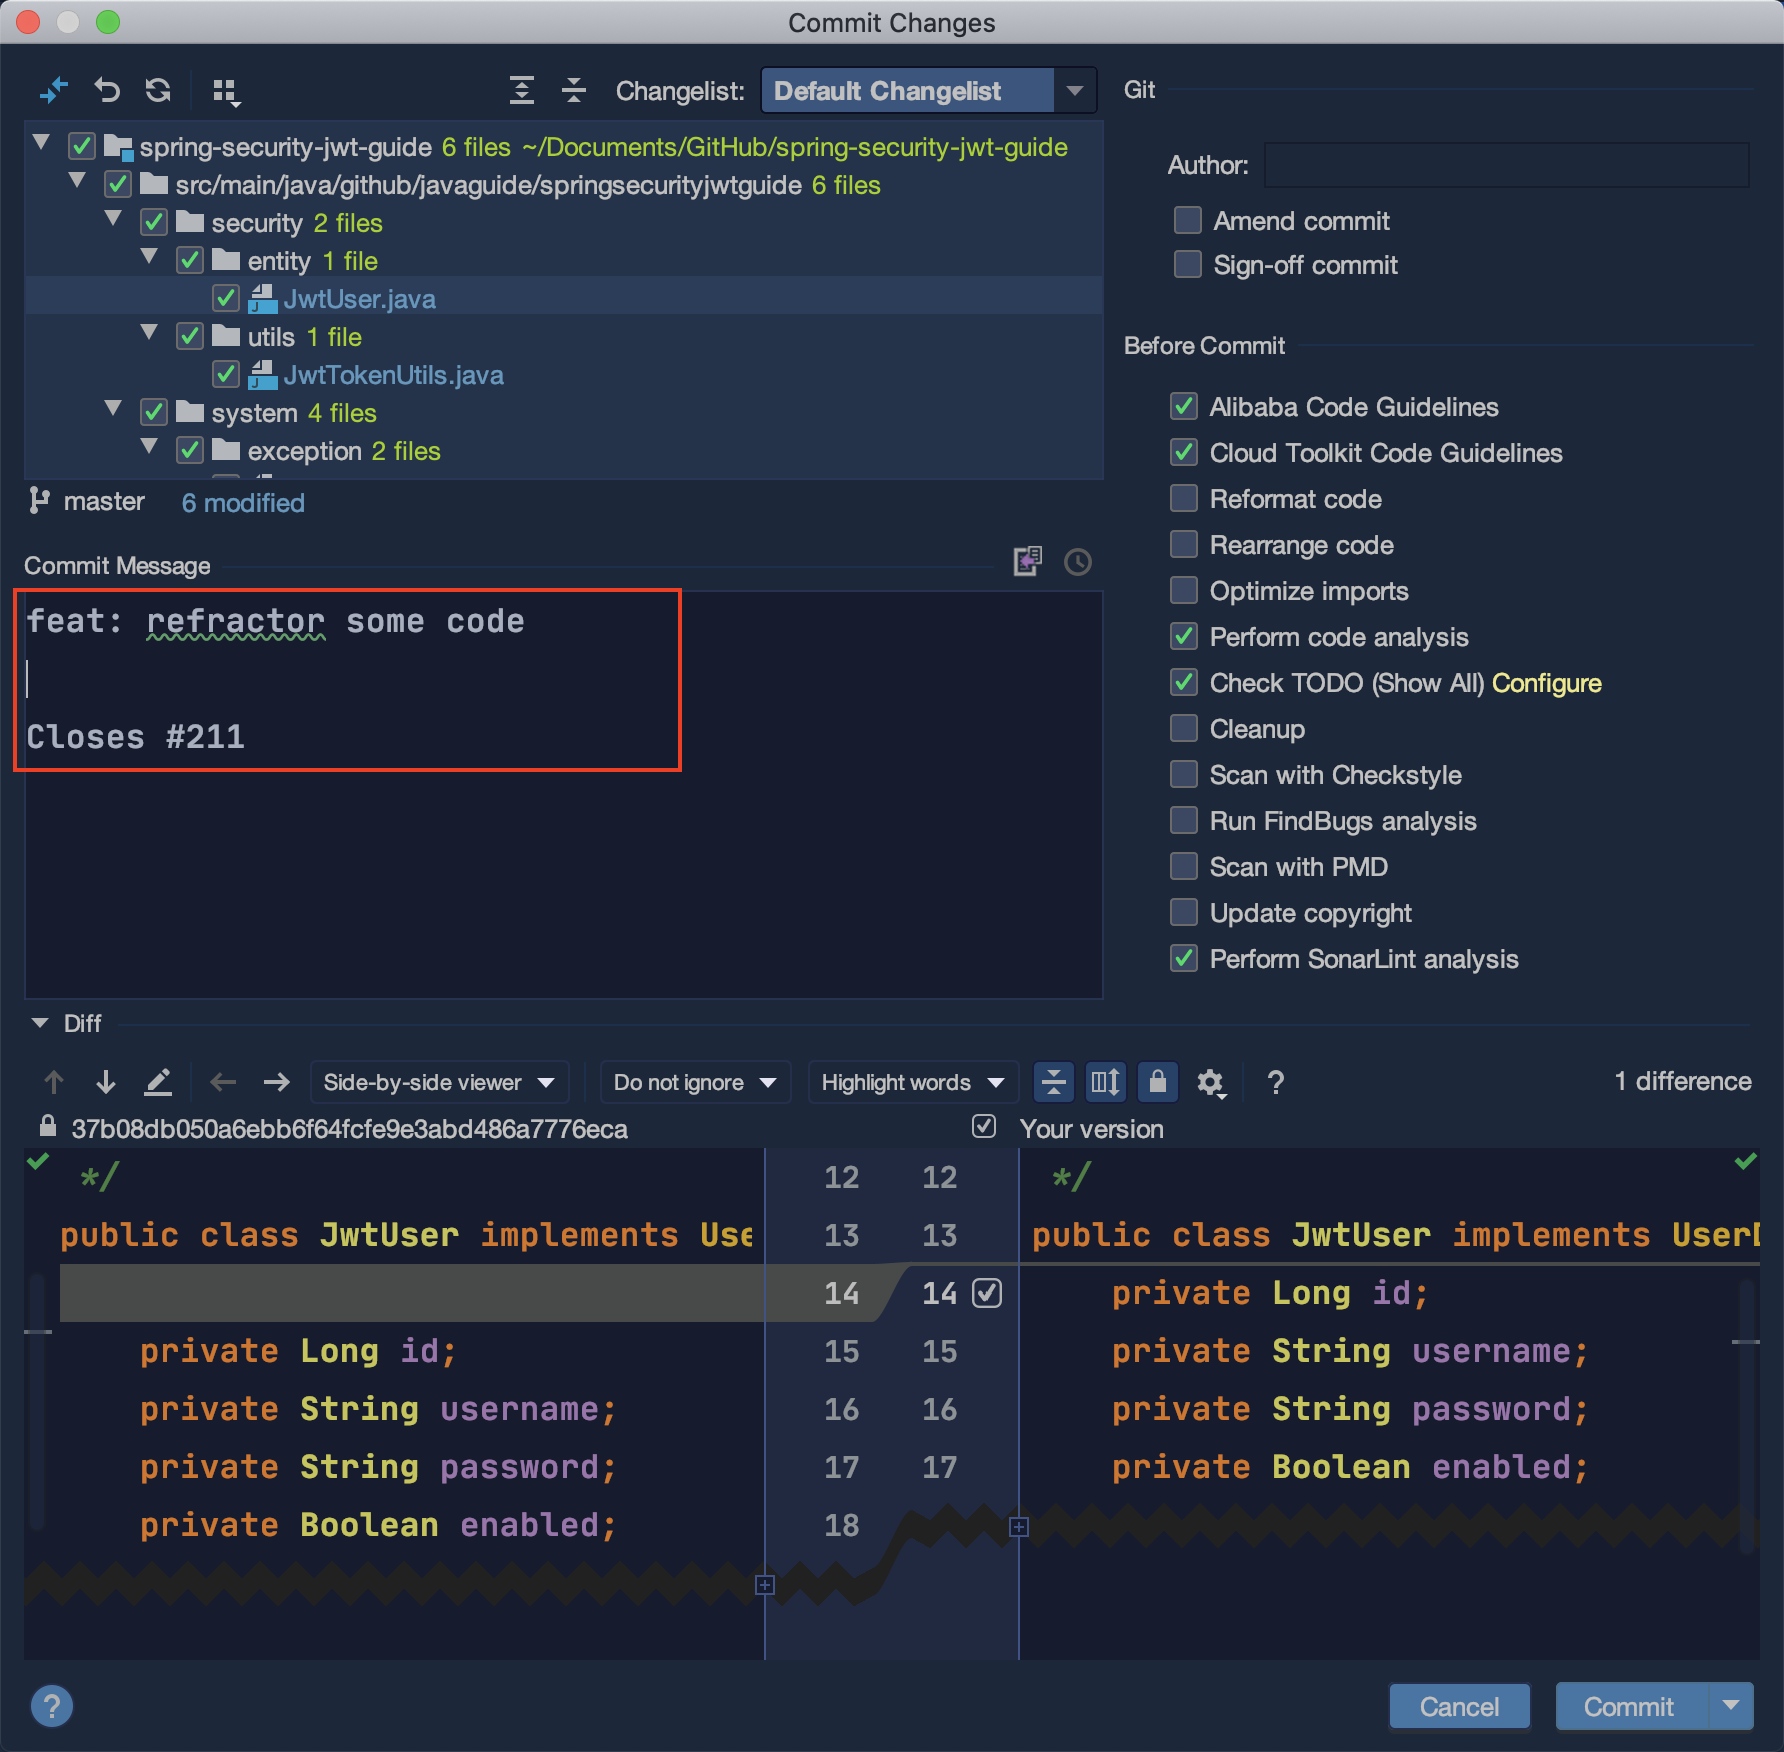 Commit Changes
Changelist: Default Changelist
spring-security-jwt-guide 6 files ~/Documents/GitHub/spring-security-jwt-guide
src/main/java/github/javaguide/springsecurityjwtguide 6 files
security 2 files
entity 1 file
JwtUser.java
utils 1 file
JwtTokenUtils.java
system 4 files
exception 2 files
master 6 modified
Commit Message
feat: refractor some code
Closes #211
Git
Author:
Amend commit
Sign-off commit
Before Commit
Alibaba Code Guidelines
Cloud Toolkit Code Guidelines
Reformat code
Rearrange code
Optimize imports
Perform code analysis
Check TODO (Show All) Configure
Cleanup
Scan with Checkstyle
Run FindBugs analysis
Scan with PMD
Update copyright
Perform SonarLint analysis
Diff
Side-by-side viewer Do not ignore Highlight words ? 1 difference
37b08db050a6ebb6f64fcfe9e3abd486a7776eca Your version
*/ 12 12 */
public class JwtUser implements Use 13 13 public class JwtUser implements UserD
14 14 private Long id;
private Long id; 15 15 private String username;
private String username; 16 16 private String password;
private String password; 17 17 private Boolean enabled;
private Boolean enabled; 18
? Cancel Commit